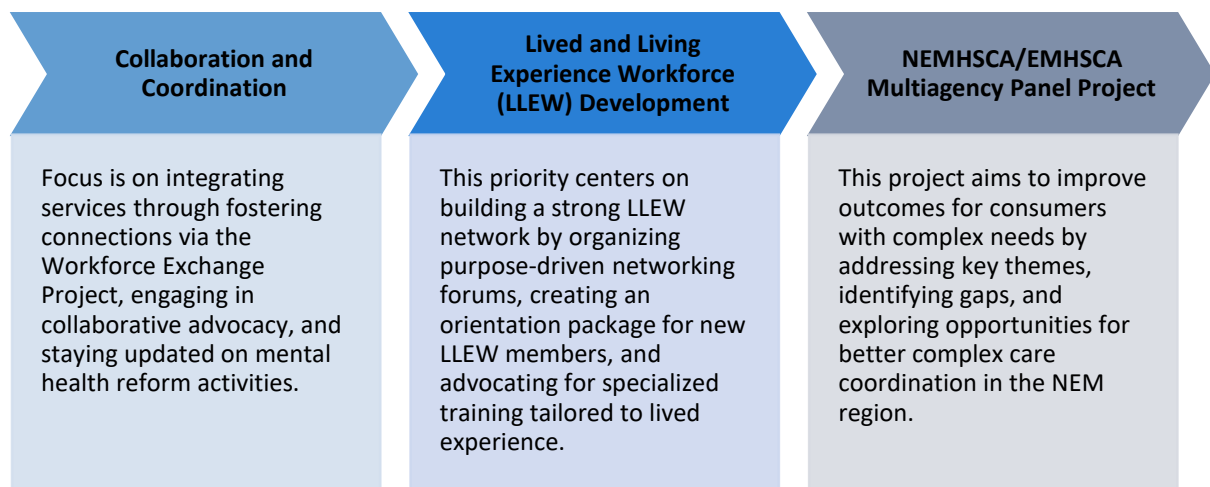 Collaboration and
Coordination
Focus is on integrating
services through fostering
connections via the
Workforce Exchange
Project, engaging in
collaborative advocacy, and
staying updated on mental
health reform activities.
Lived and Living
Experience Workforce
(LLEW) Development
This priority centers on
building a strong LLEW
network by organizing
purpose-driven networking
forums, creating an
orientation package for new
LLEW members, and
advocating for specialized
training tailored to lived
experience.
NEMHSCA/EMHSCA
Multiagency Panel Project
This project aims to improve
outcomes for consumers
with complex needs by
addressing key themes,
identifying gaps, and
exploring opportunities for
better complex care
coordination in the NEM
region.